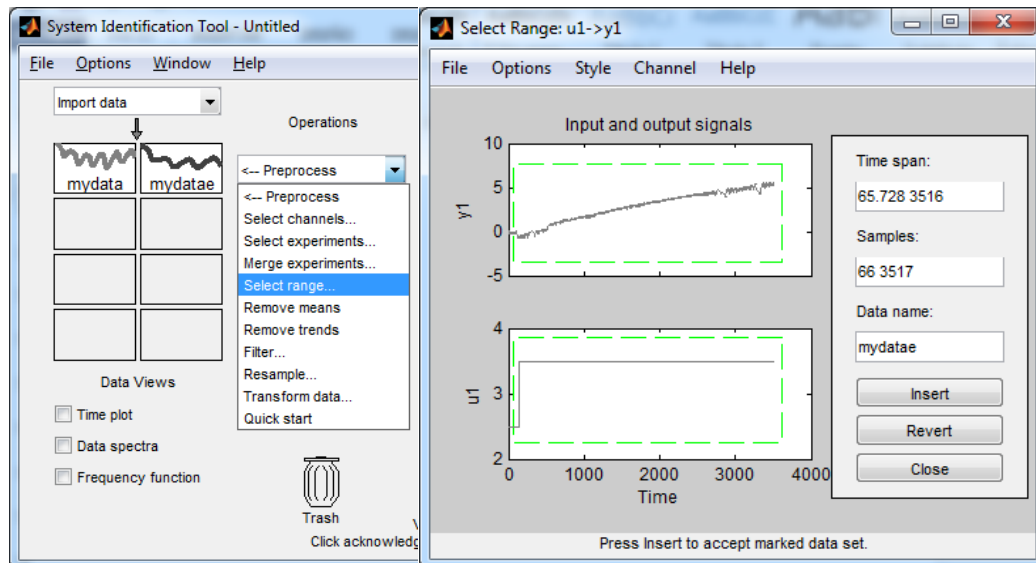 System Identification Tool - Untitled
File Options Window Help
Import data
Operations
mydata mydatae
<-- Preprocess
<-- Preprocess
Select channels...
Select experiments...
Merge experiments...
Select range...
Remove means
Remove trends
Filter...
Resample...
Transform data...
Quick start
Data Views
Time plot
Data spectra
Frequency function
Trash
Click acknowledg
Select Range: u1->y1
File Options Style Channel Help
Input and output signals
10
5
0
-5
y1
4
3
2
u1
0 1000 2000 3000 4000
Time
Time span:
65.728 3516
Samples:
66 3517
Data name:
mydatae
Insert
Revert
Close
Press Insert to accept marked data set.